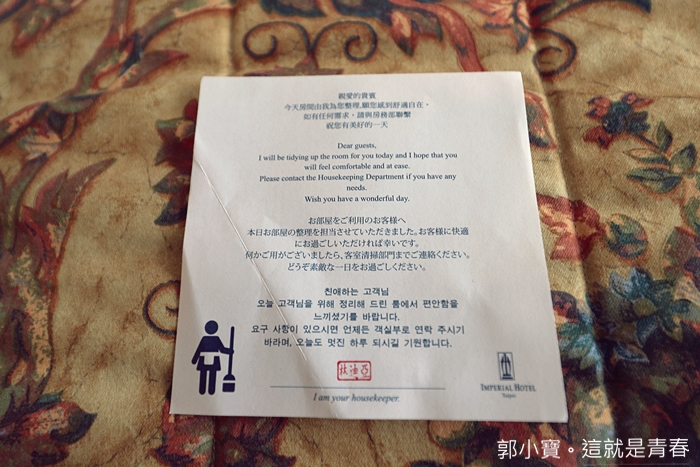 親愛的貴賓
今天房間由我為您整理,願您感到舒適自在。
如有任何需求，請與房務部聯繫
祝您有美好的一天
Dear guests,
I will be tidying up the room for you today and I hope that you
will feel comfortable and at ease.
Please contact the Housekeeping Department if you have any
needs.
Wish you have a wonderful day.
お部屋をご利用のお客様へ
本日お部屋の整理を担当させていただきました。お客様に快適
にお過ごしいただければ幸いです。
何かご用がございましたら、客室清掃部門までご連絡ください。
どうぞ素敵な一日をお過ごしください。
친애하는 고객님
오늘 고객님을 위해 정리해 드린 룸에서 편안함을
느끼셨기를 바랍니다.
요구 사항이 있으시면 언제든 객실부로 연락 주시기
바라며, 오늘도 멋진 하루 되시길 기원합니다.
I am your housekeeper.
IMPERIAL HOTEL
Taipei
郭小寶。這就是青春